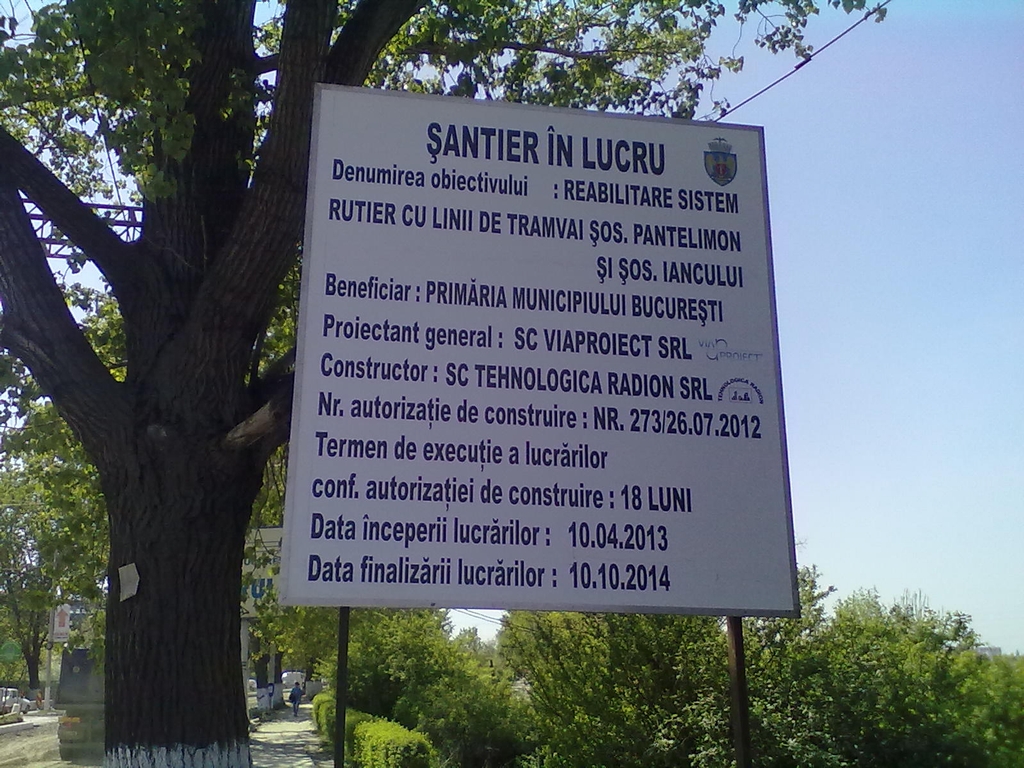 ŞANTIER ÎN LUCRU
Denumirea obiectivului : REABILITARE SISTEM
RUTIER CU LINII DE TRAMVAI ŞOS. PANTELIMON
ŞI ŞOS. IANCULUI
Beneficiar : PRIMĂRIA MUNICIPIULUI BUCUREŞTI
Proiectant general : SC VIAPROIECT SRL VIAPROIECT
Constructor : SC TEHNOLOGICA RADION SRL TEHNOLOGICA RADION
Nr. autorizaţie de construire : NR. 273/26.07.2012
Termen de execuţie a lucrărilor
conf. autorizaţiei de construire : 18 LUNI
Data începerii lucrărilor : 10.04.2013
Data finalizării lucrărilor : 10.10.2014